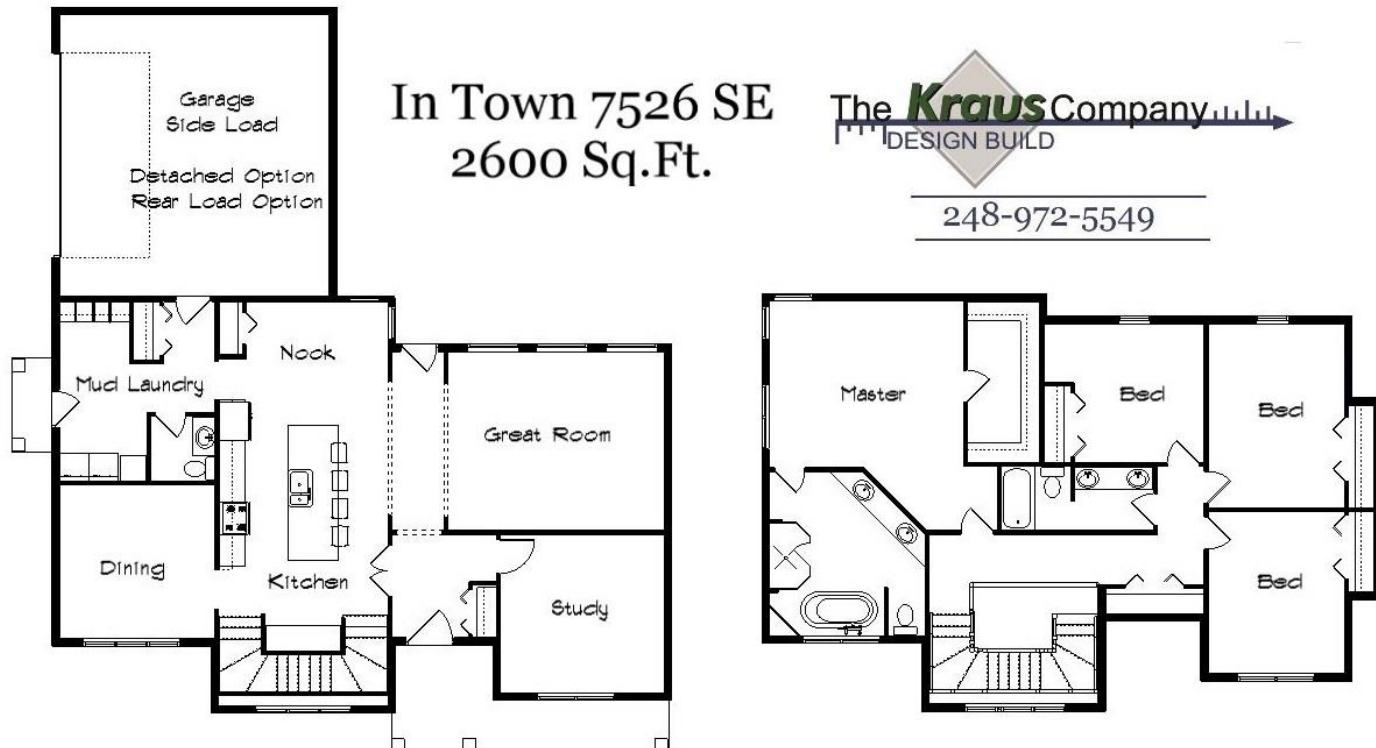 In Town 7526 SE
2600 Sq.Ft.
The Kraus Company
DESIGN BUILD
248-972-5549
Garage
Side Load
Detached Option
Rear Load Option
Nook
Mud Laundry
Great Room
Dining
Kitchen
Study
Master
Bed
Bed
Bed